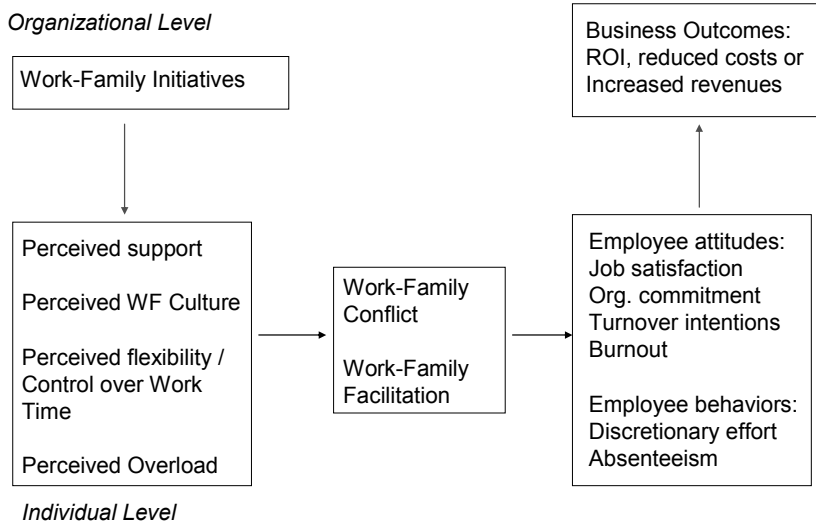 Organizational Level
Work-Family Initiatives
Business Outcomes:
ROI, reduced costs or
Increased revenues
Perceived support
Perceived WF Culture
Perceived flexibility /
Control over Work
Time
Perceived Overload
Work-Family
Conflict
Work-Family
Facilitation
Employee attitudes:
Job satisfaction
Org. commitment
Turnover intentions
Burnout
Employee behaviors:
Discretionary effort
Absenteeism
Individual Level